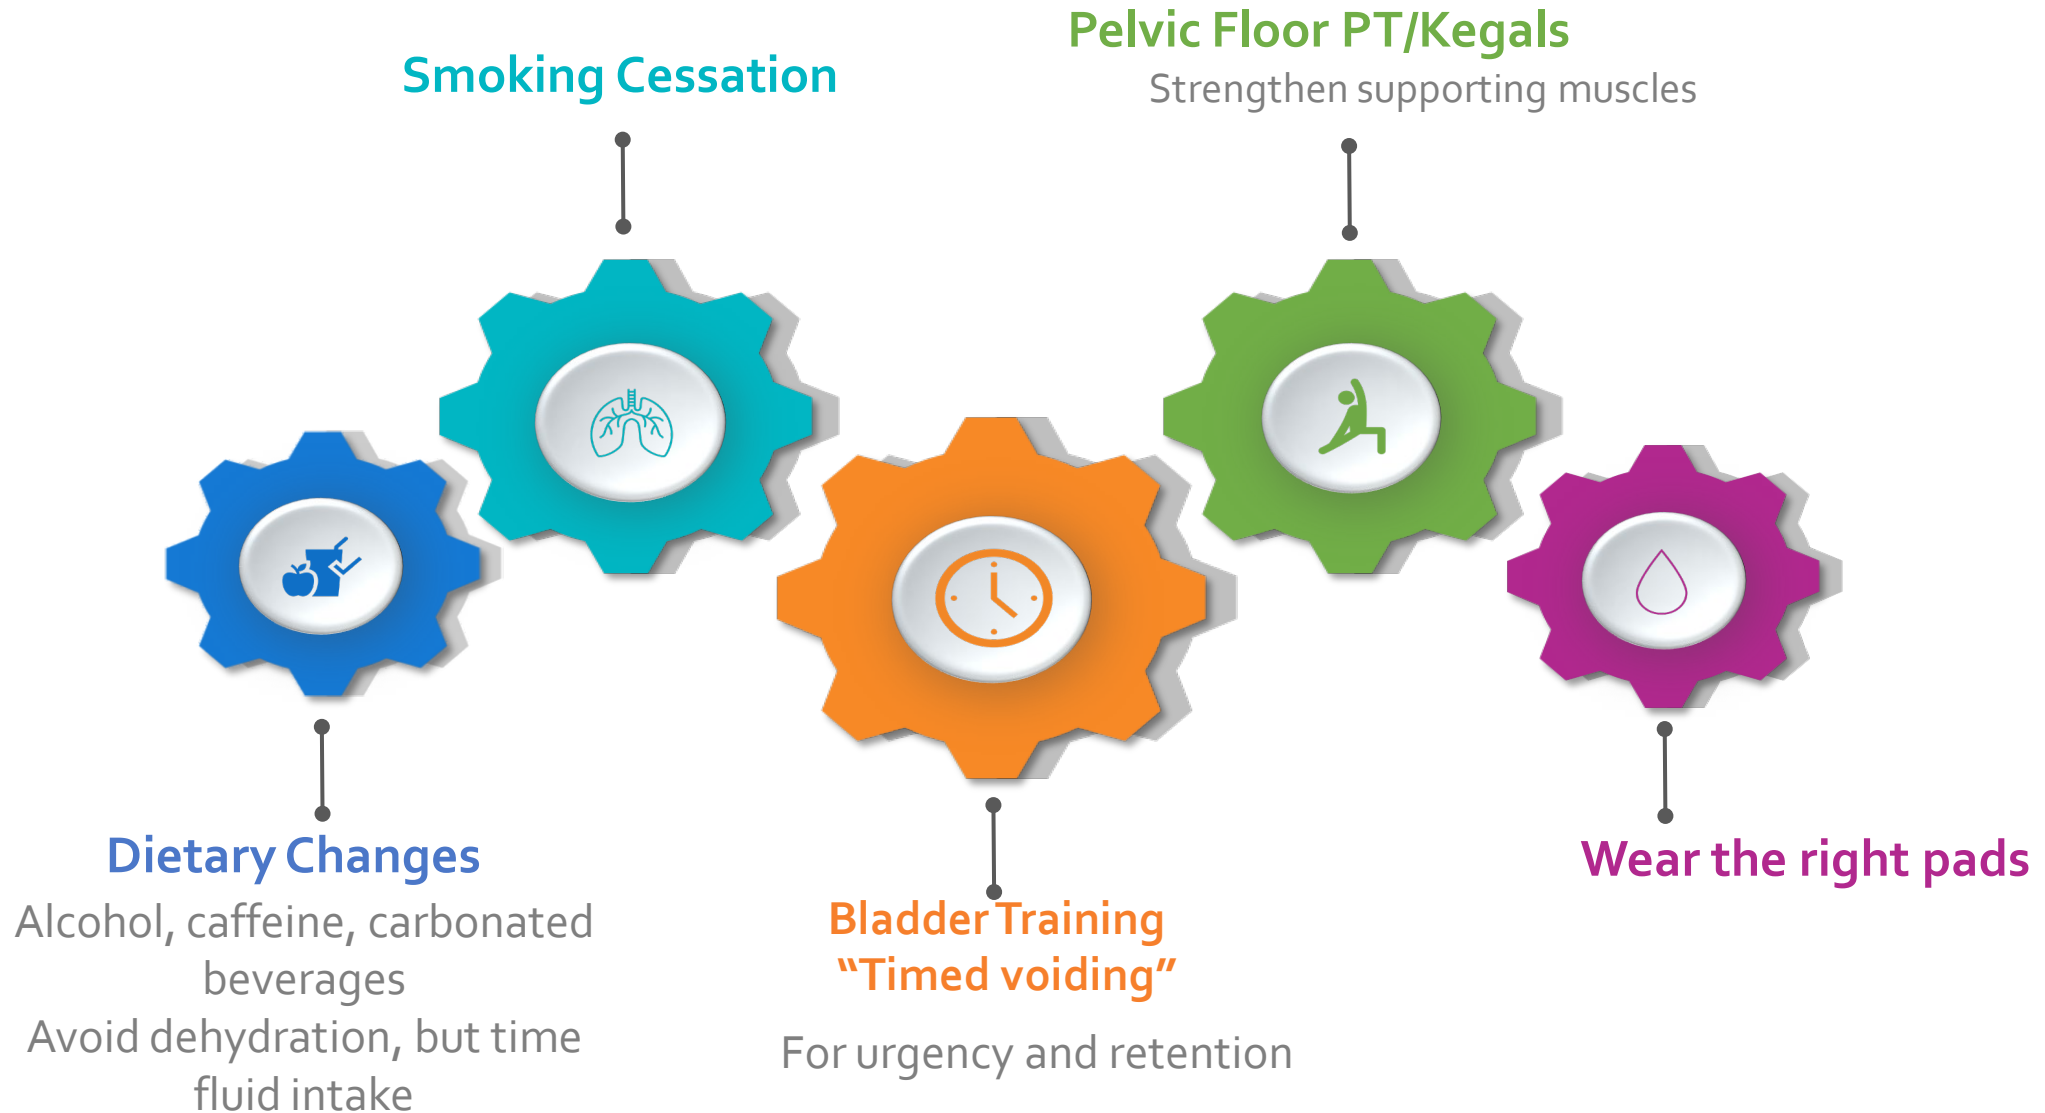 Smoking Cessation
Pelvic Floor PT/Kegals
Strengthen supporting muscles
Dietary Changes
Alcohol, caffeine, carbonated
beverages
Avoid dehydration, but time
fluid intake
Bladder Training
“Timed voiding”
For urgency and retention
Wear the right pads